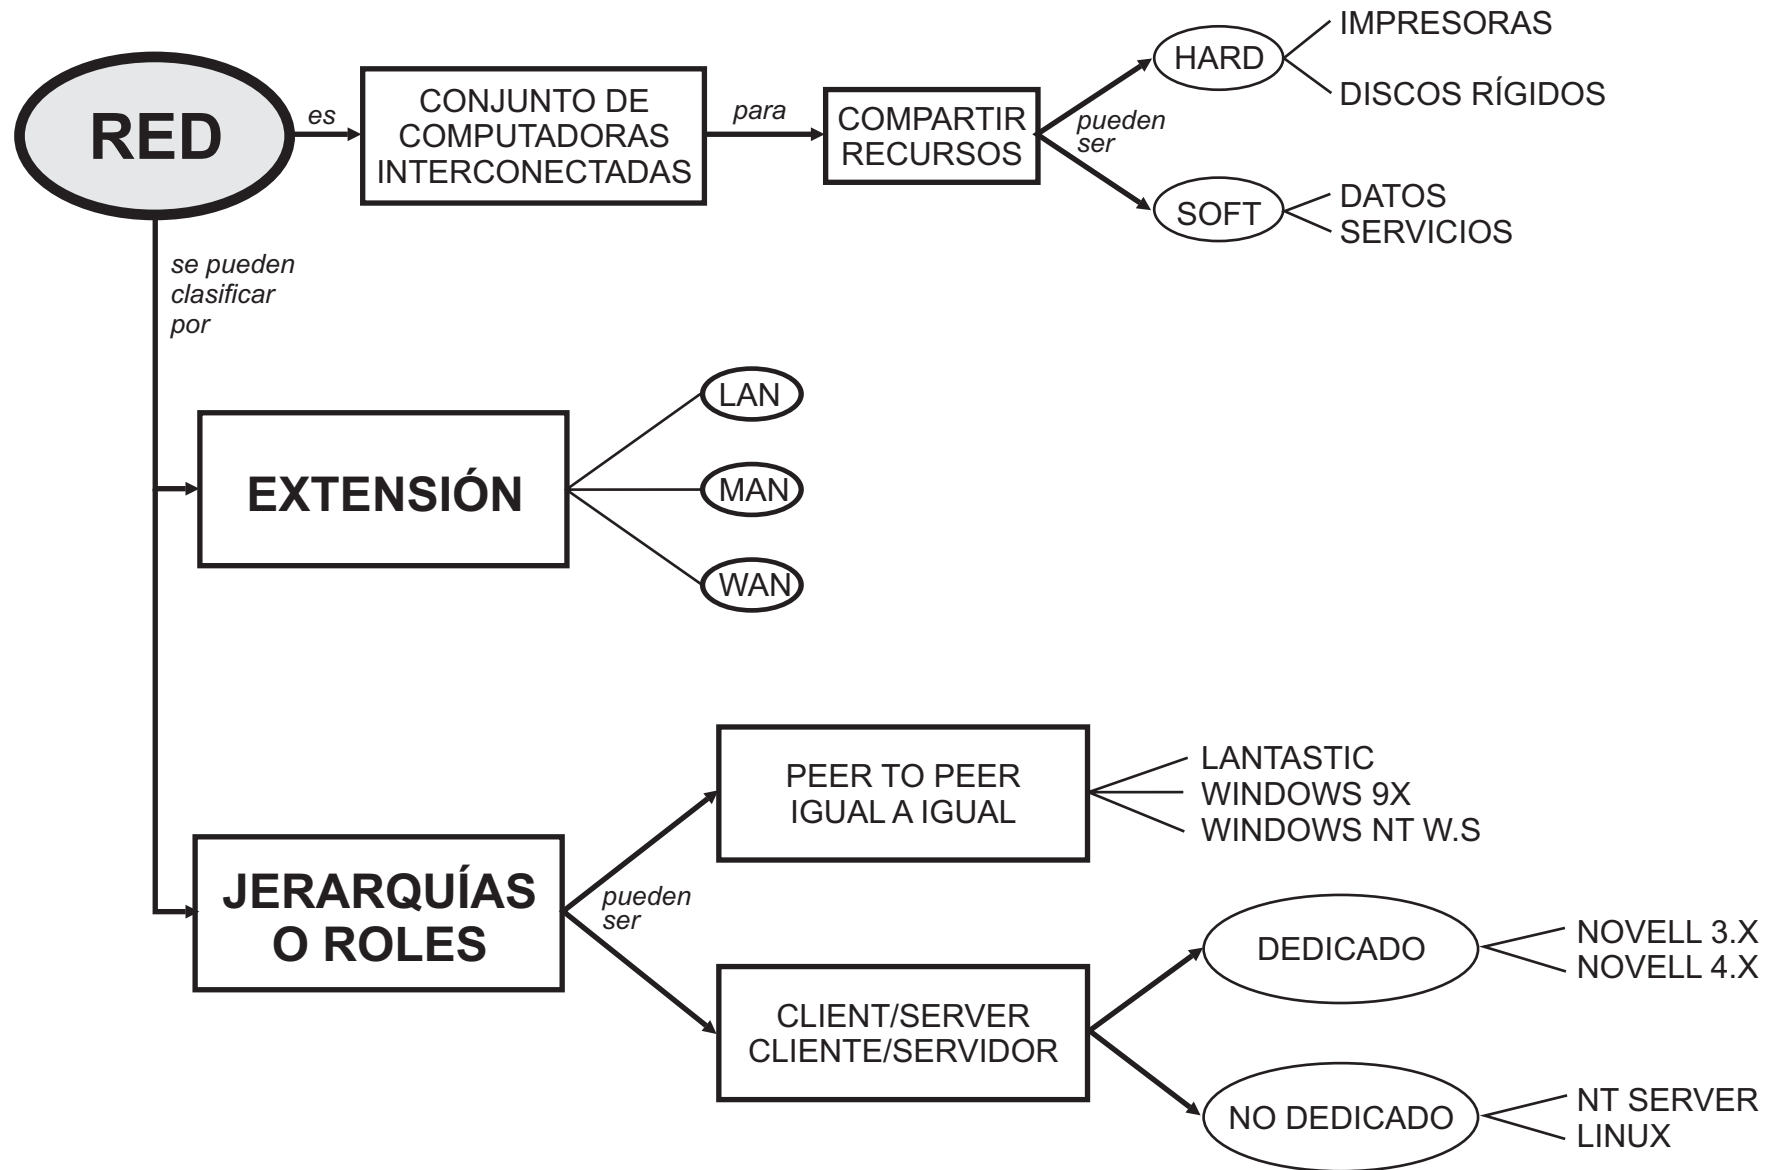 RED
es
CONJUNTO DE
COMPUTADORAS
INTERCONECTADAS
para
COMPARTIR
RECURSOS
pueden
ser
HARD
IMPRESORAS
DISCOS RÍGIDOS
SOFT
DATOS
SERVICIOS
se pueden
clasificar
por
EXTENSIÓN
LAN
MAN
WAN
JERARQUÍAS
O ROLES
pueden
ser
PEER TO PEER
IGUAL A IGUAL
LANTASTIC
WINDOWS 9X
WINDOWS NT W.S
CLIENT/SERVER
CLIENTE/SERVIDOR
DEDICADO
NOVELL 3.X
NOVELL 4.X
NO DEDICADO
NT SERVER
LINUX